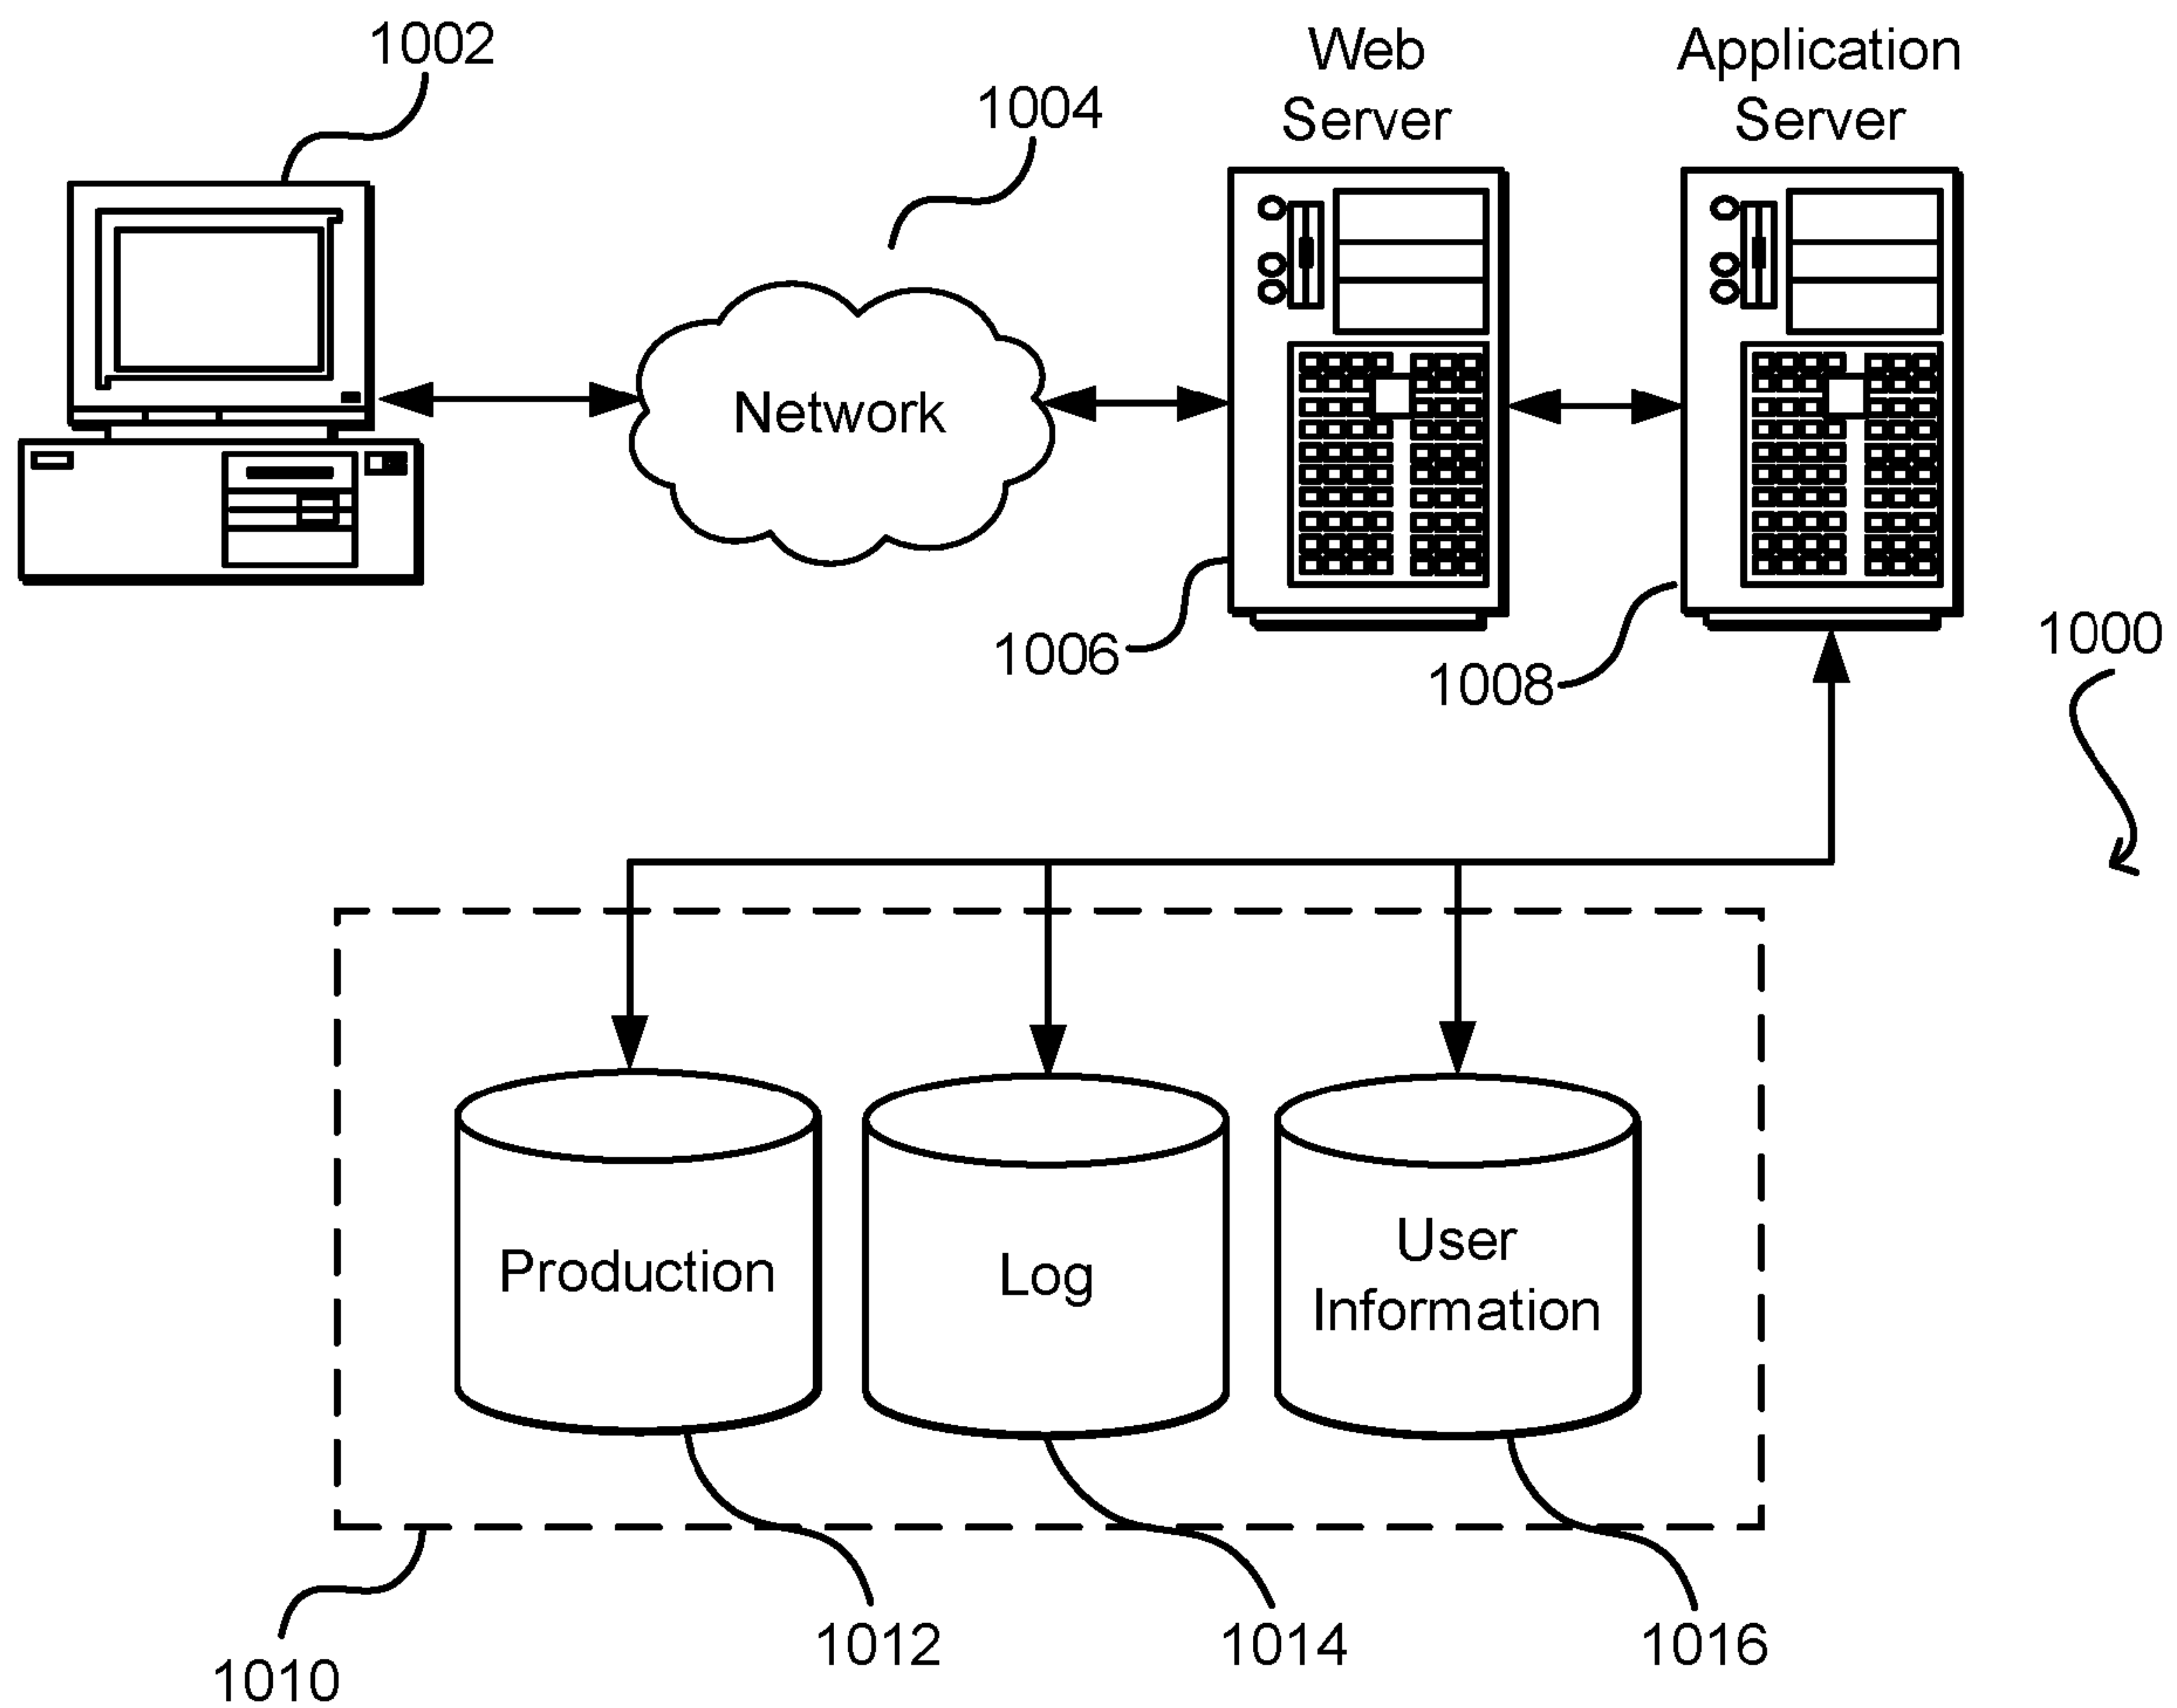 1002
1004
Web
Server
Application
Server
Network
1006
1008
1000
Production
Log
User
Information
1010
1012
1014
1016